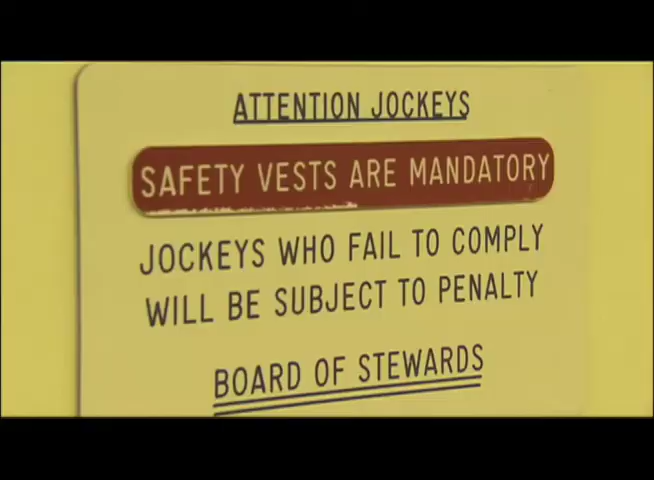 ATTENTION JOCKEYS
SAFETY VESTS ARE MANDATORY
JOCKEYS WHO FAIL TO COMPLY
WILL BE SUBJECT TO PENALTY
BOARD OF STEWARDS